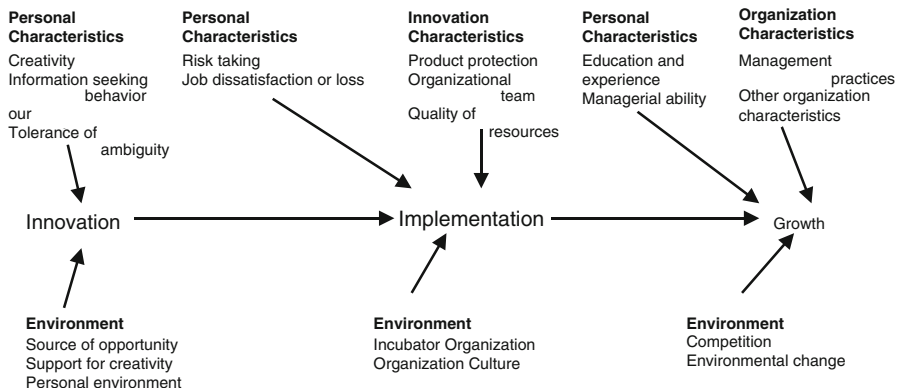 Personal
Characteristics
Creativity
Information seeking
behavior
our
Tolerance of
ambiguity
Personal
Characteristics
Risk taking
Job dissatisfaction or loss
Innovation
Characteristics
Product protection
Organizational
team
Quality of
resources
Personal
Characteristics
Education and
experience
Managerial ability
Organization
Characteristics
Management
practices
Other organization
characteristics
Innovation
Implementation
Growth
Environment
Source of opportunity
Support for creativity
Personal environment
Environment
Incubator Organization
Organization Culture
Environment
Competition
Environmental change